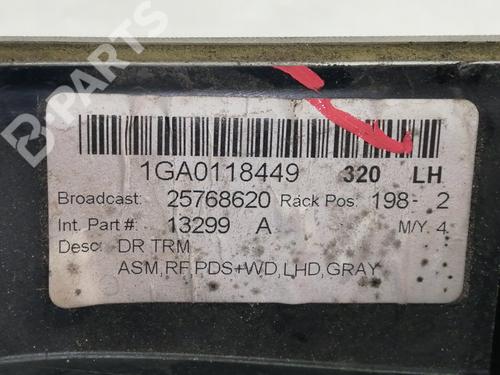 B-PARTS
1GA0118449 320 LH
Broadcast: 25768620 Rack Pos: 198- 2
Int. Part #: 13299 A M/Y 4
Desc: DR TRM
ASM,RF,PDS+WD,LHD,GRAY